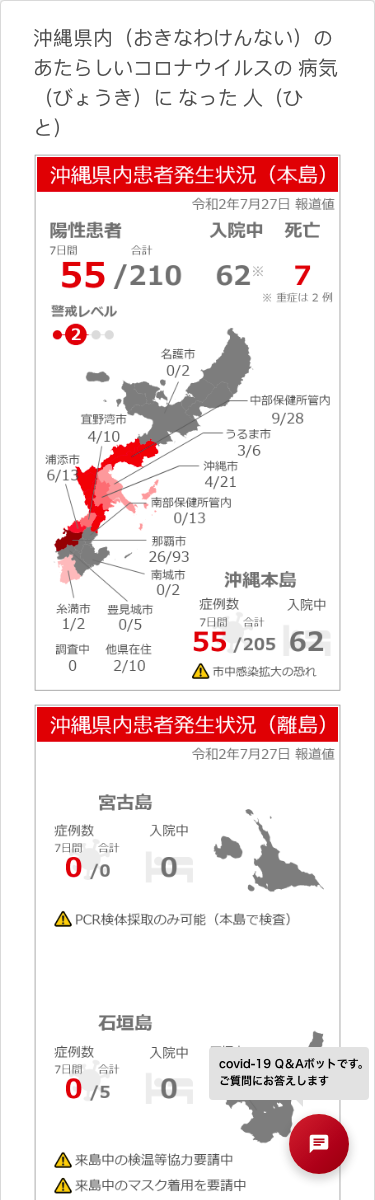 沖縄県内（おきなわけんない）の
あたらしいコロナウイルスの 病気
（びょうき）に なった 人（ひ
と）
沖縄県内患者発生状況（本島）
令和2年7月27日 報道値
陽性患者 入院中 死亡
7日間 合計
55 /210 62※ 7
※ 重症は 2 例
警戒レベル
2
名護市
0/2
中部保健所管内
9/28
宜野湾市
4/10
うるま市
3/6
浦添市
6/13
沖縄市
4/21
南部保健所管内
0/13
那覇市
26/93
南城市
0/2
糸満市
1/2
豊見城市
0/5
調査中
0
他県在住
2/10
沖縄本島
症例数 入院中
7日間 合計
55 /205 62
市中感染拡大の恐れ
沖縄県内患者発生状況（離島）
令和2年7月27日 報道値
宮古島
症例数 入院中
7日間 合計
0 /0 0
PCR検体採取のみ可能（本島で検査）
石垣島
症例数 入院中
7日間 合計
0 /5 0
covid-19 Q&Aボットです。
ご質問にお答えします
来島中の検温等協力要請中
来島中のマスク着用を要請中